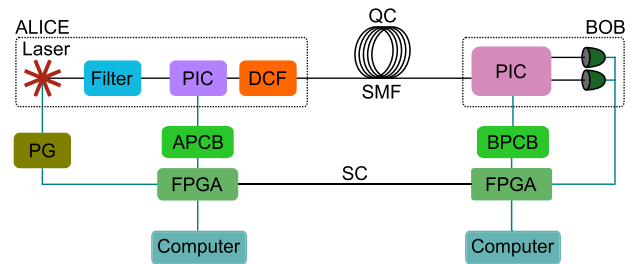 ALICE
QC
BOB
Laser
Filter
PIC
DCF
SMF
PIC
PG
APCB
BPCB
FPGA
SC
FPGA
Computer
Computer